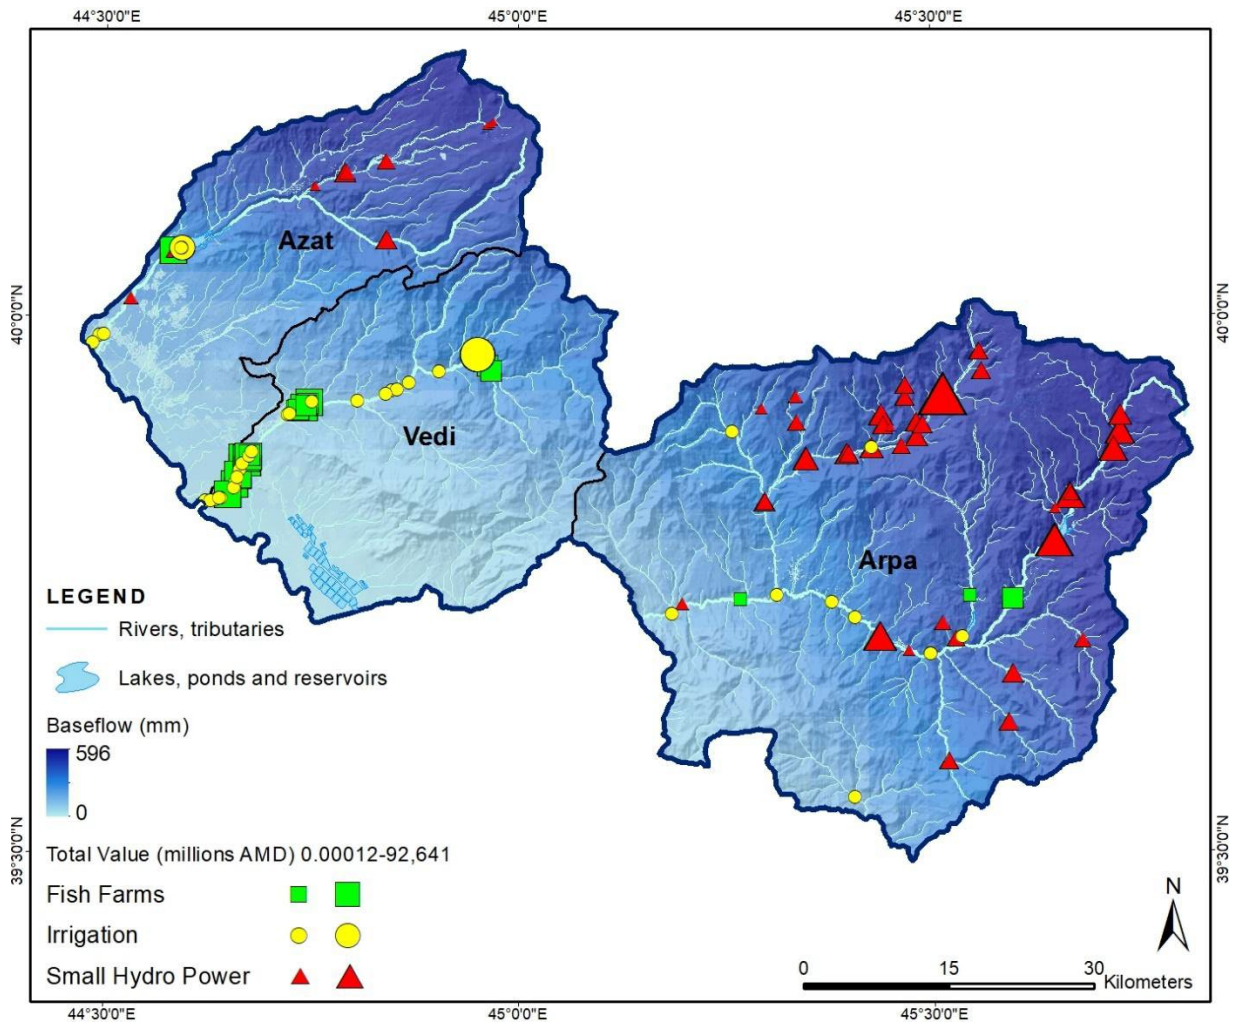 44°30'0"E 45°0'0"E 45°30'0"E
40°0'0"N 40°0'0"N
Azat
Vedi
Arpa
LEGEND
Rivers, tributaries
Lakes, ponds and reservoirs
Baseflow (mm)
596
0
Total Value (millions AMD) 0.00012-92,641
Fish Farms
Irrigation
Small Hydro Power
39°30'0"N 39°30'0"N
N
0 15 30
Kilometers
44°30'0"E 45°0'0"E 45°30'0"E